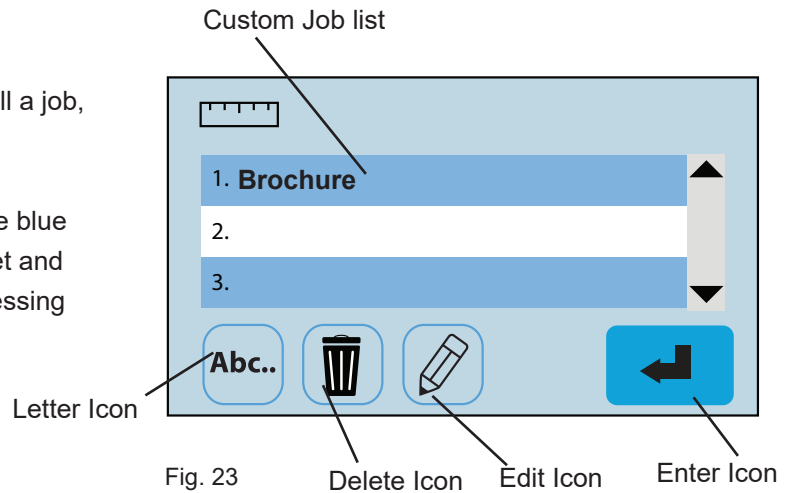 Custom Job list
ll a job,
1. Brochure
e blue
2.
et and
3.
essing
Abc..
Letter Icon
Fig. 23
Delete Icon
Edit Icon
Enter Icon